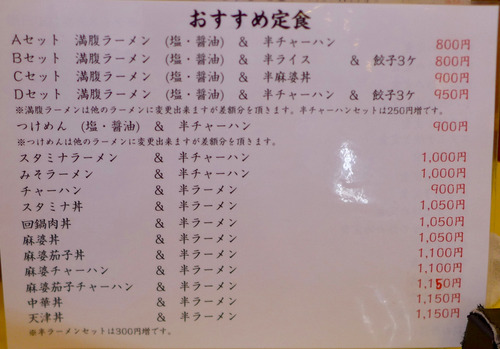 おすすめ定食
Aセット 満腹ラーメン (塩・醤油) & 半チャーハン 800円
Bセット 満腹ラーメン (塩・醤油) & 半ライス & 餃子3ケ 800円
Cセット 満腹ラーメン (塩・醤油) & 半麻婆丼 900円
Dセット 満腹ラーメン (塩・醤油) & 半チャーハン & 餃子3ケ 950円
※満腹ラーメンは他のラーメンに変更出来ますが差額分を頂きます。半チャーハンセットは250円増です。
つけめん (塩・醤油) & 半チャーハン 900円
※つけめんは他のつけめんに変更出来ますが差額分を頂きます。
スタミナラーメン & 半チャーハン 1,000円
みそラーメン & 半チャーハン 1,000円
チャーハン & 半ラーメン 900円
スタミナ丼 & 半ラーメン 1,050円
回鍋肉丼 & 半ラーメン 1,050円
麻婆丼 & 半ラーメン 1,050円
麻婆茄子丼 & 半ラーメン 1,100円
麻婆チャーハン & 半ラーメン 1,100円
麻婆茄子チャーハン & 半ラーメン 1,150円
中華丼 & 半ラーメン 1,150円
天津丼 & 半ラーメン 1,150円
※半ラーメンセットは300円増です。